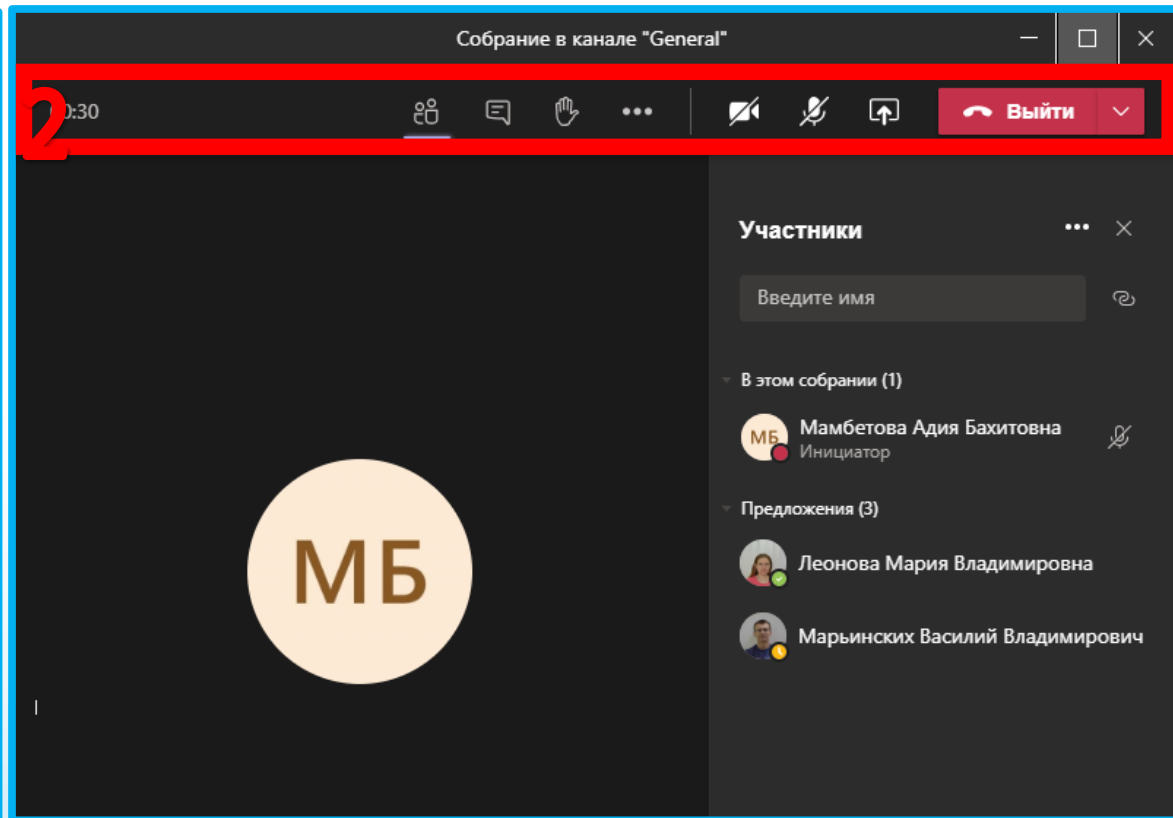 Собрание в канале "General"
2
0:30
Выйти
Участники
Введите имя
В этом собрании (1)
МБ
Мамбетова Адия Бахитовна
Инициатор
Предложения (3)
МБ
Леонова Мария Владимировна
Марьинских Василий Владимирович